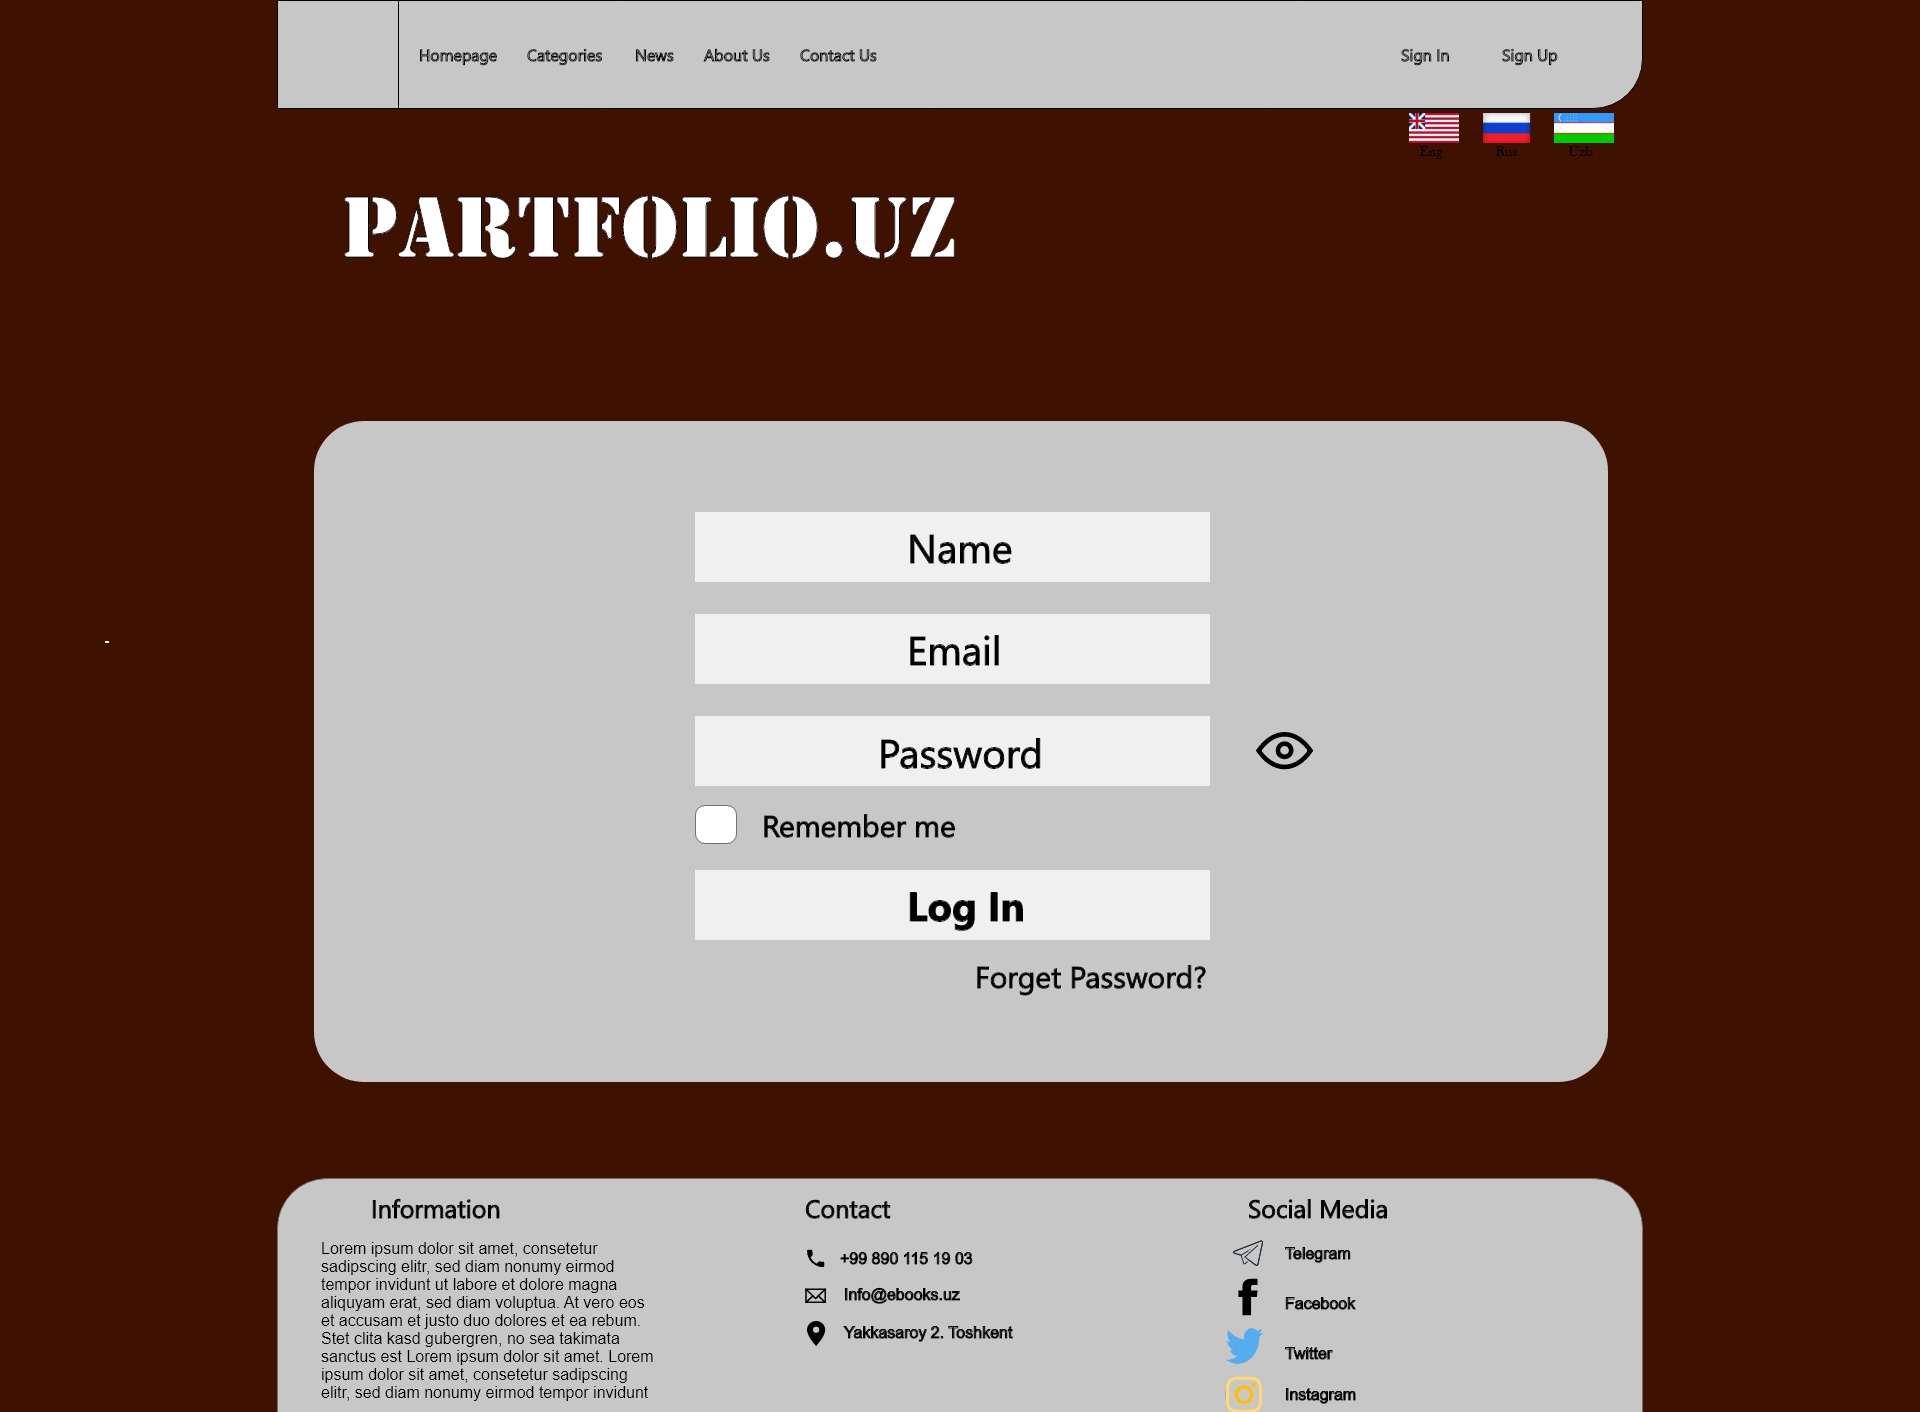 Homepage Categories News About Us Contact Us Sign In Sign Up
Eng Rus Uzb
PARTFOLIO.UZ
Name
Email
-
Password
Remember me
Log In
Forget Password?
Information
Lorem ipsum dolor sit amet, consetetur
sadipscing elitr, sed diam nonumy eirmod
tempor invidunt ut labore et dolore magna
aliquyam erat, sed diam voluptua. At vero eos
et accusam et justo duo dolores et ea rebum.
Stet clita kasd gubergren, no sea takimata
sanctus est Lorem ipsum dolor sit amet. Lorem
ipsum dolor sit amet, consetetur sadipscing
elitr, sed diam nonumy eirmod tempor invidunt
Contact
+99 890 115 19 03
Info@ebooks.uz
Yakkasaroy 2. Toshkent
Social Media
Telegram
Facebook
Twitter
Instagram